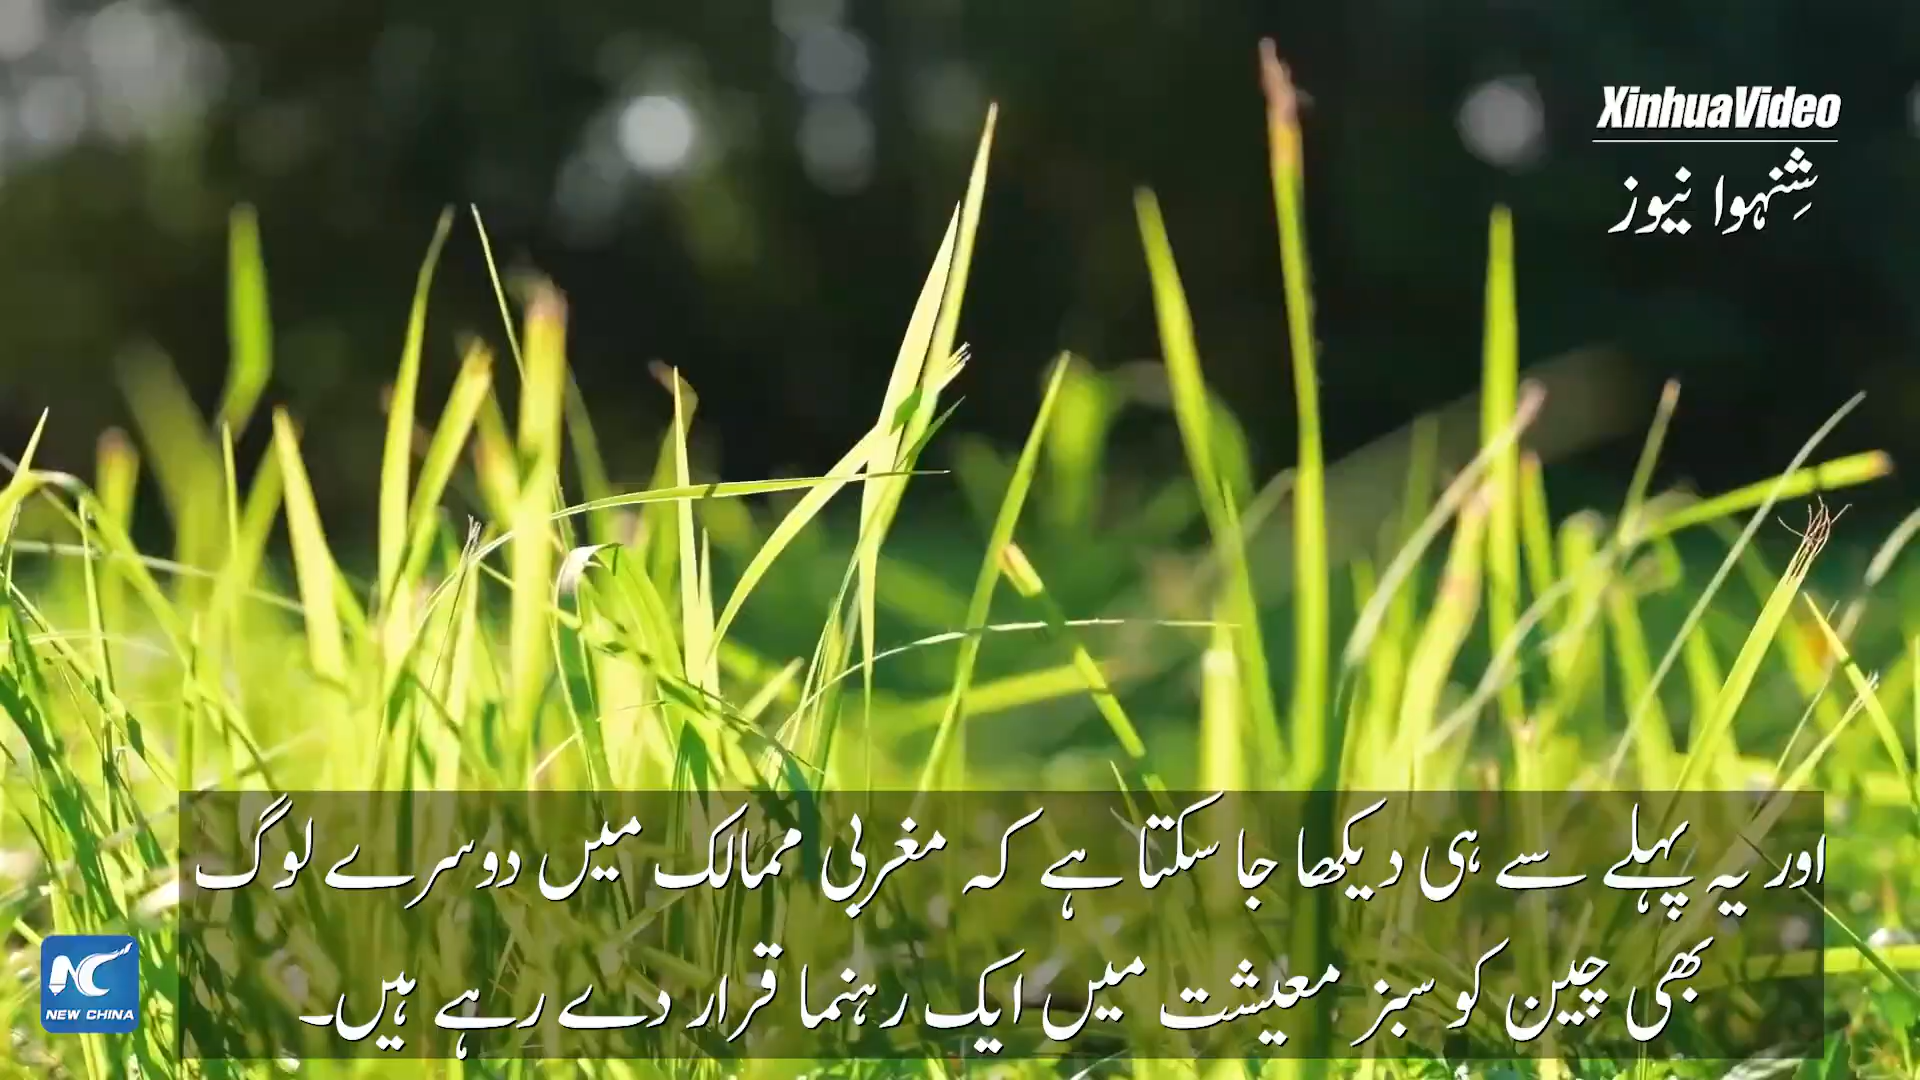 XinhuaVideo
شِنہوا نیوز
اور یہ پہلے سے ہی دیکھا جا سکتا ہے کہ مغربی ممالک میں دوسرے لوگ
بھی چین کو سبز معیشت میں ایک رہنما قرار دے رہے ہیں۔
NC
NEW CHINA